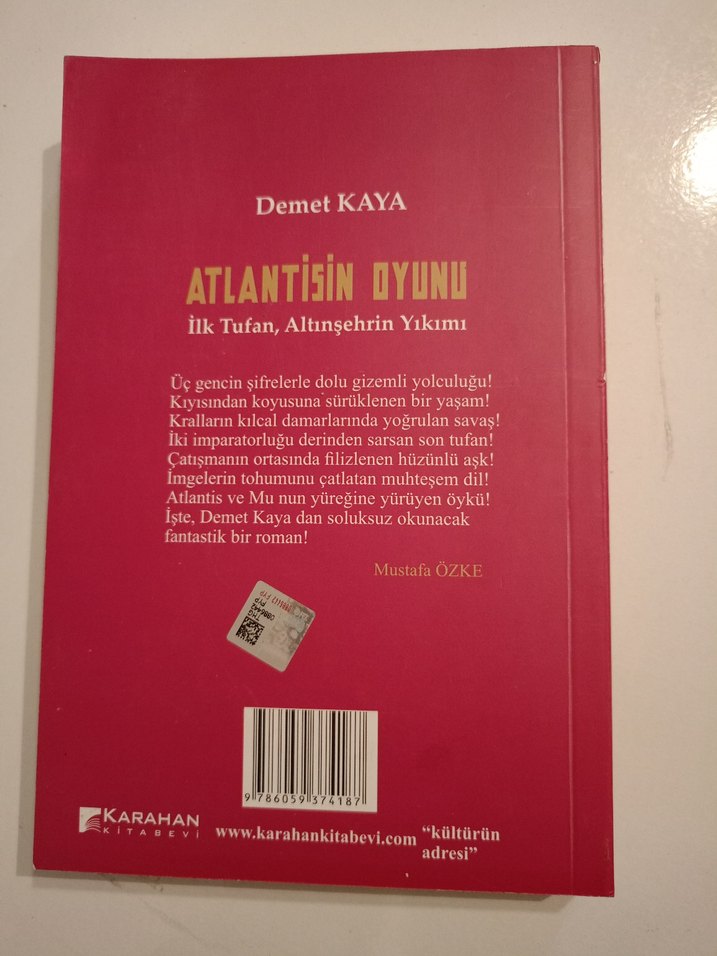 Demet KAYA
ATLANTİSİN OYUNU
İlk Tufan, Altınşehrin Yıkımı
Üç gencin şifrelerle dolu gizemli yolculuğu!
Kıyısından koyusuna sürüklenen bir yaşam!
Kralların kılcal damarlarında yoğrulan savaş!
İki imparatorluğu derinden sarsan son tufan!
Çatışmanın ortasında filizlenen hüzünlü aşk!
İmgelerin tohumunu çatlatan muhteşem dil!
Atlantis ve Mu nun yüreğine yürüyen öykü!
İşte, Demet Kaya dan soluksuz okunacak
fantastik bir roman!
Mustafa ÖZKE
9 786059 374187
KARAHAN
KİTABEVİ
www.karahankitabevi.com
“kültürün
adresi”